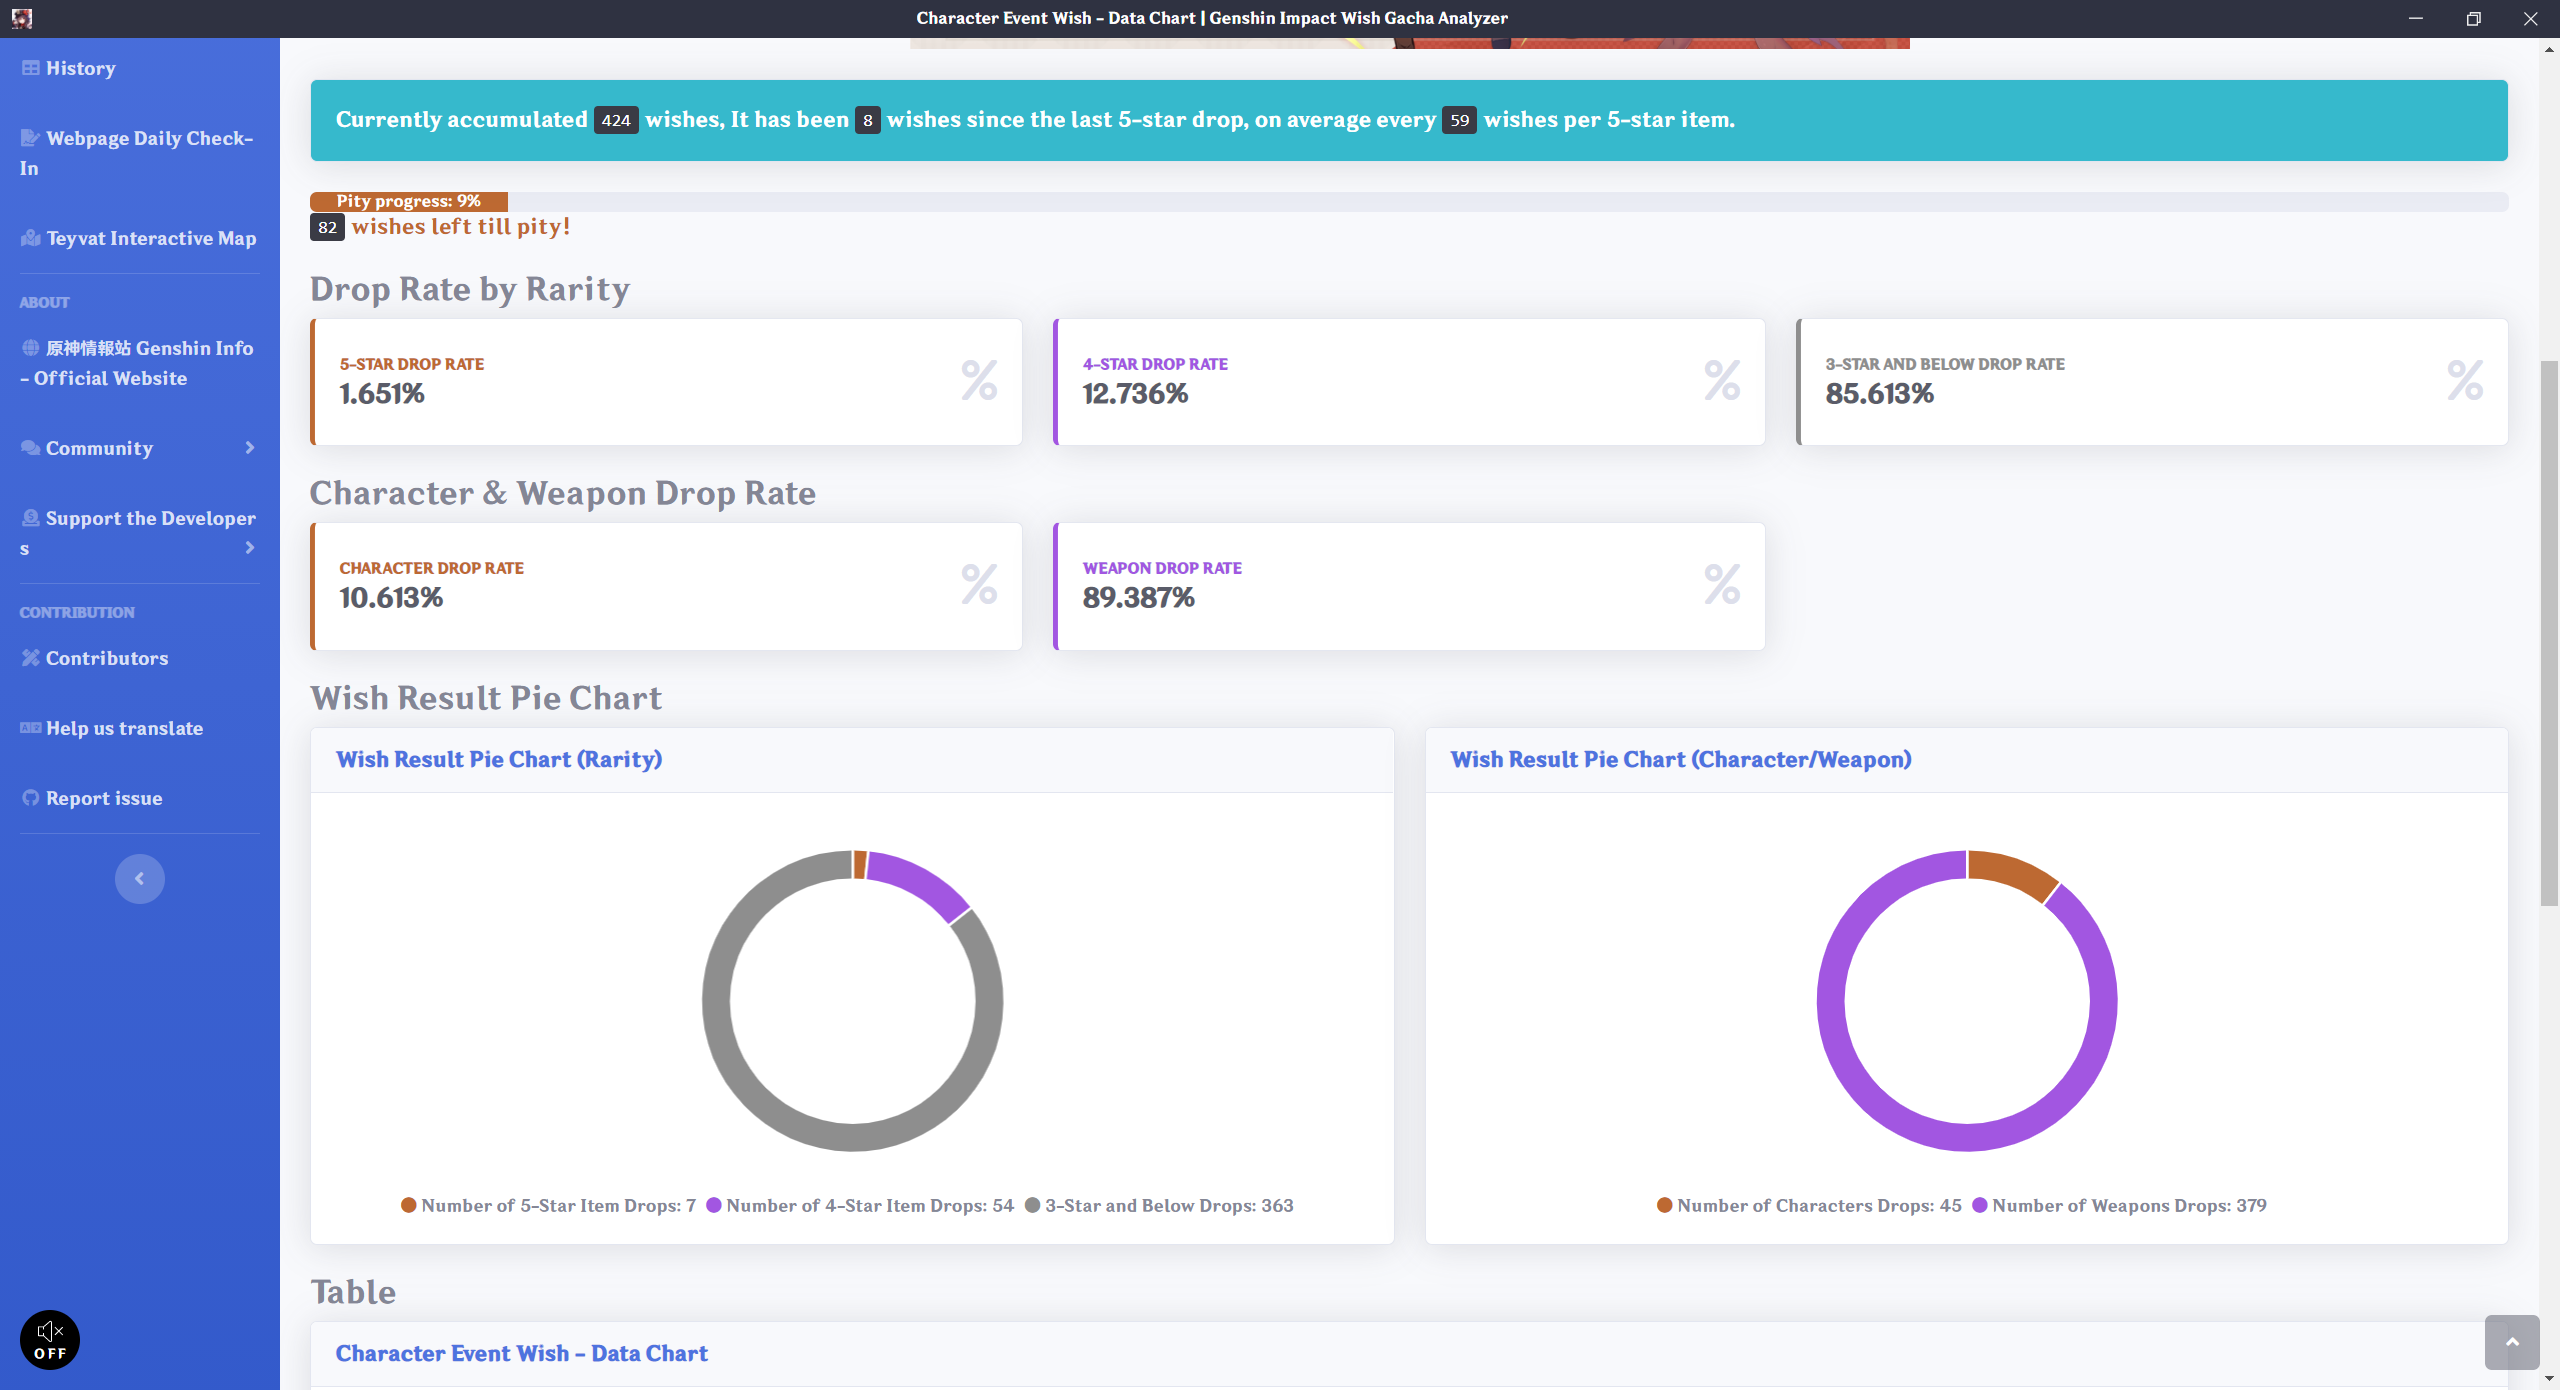 Character Event Wish - Data Chart | Genshin Impact Wish Gacha Analyzer
History
Webpage Daily Check-
In
Teyvat Interactive Map
ABOUT
原神情報站 Genshin Info
- Official Website
Community
Support the Developer
s
CONTRIBUTION
Contributors
Help us translate
Report issue
OFF
Currently accumulated 424 wishes, It has been 8 wishes since the last 5-star drop, on average every 59 wishes per 5-star item.
Pity progress: 9%
82 wishes left till pity!
Drop Rate by Rarity
5-STAR DROP RATE
1.651%
4-STAR DROP RATE
12.736%
3-STAR AND BELOW DROP RATE
85.613%
Character & Weapon Drop Rate
CHARACTER DROP RATE
10.613%
WEAPON DROP RATE
89.387%
Wish Result Pie Chart
Wish Result Pie Chart (Rarity)
Number of 5-Star Item Drops: 7 Number of 4-Star Item Drops: 54 3-Star and Below Drops: 363
Wish Result Pie Chart (Character/Weapon)
Number of Characters Drops: 45 Number of Weapons Drops: 379
Table
Character Event Wish - Data Chart